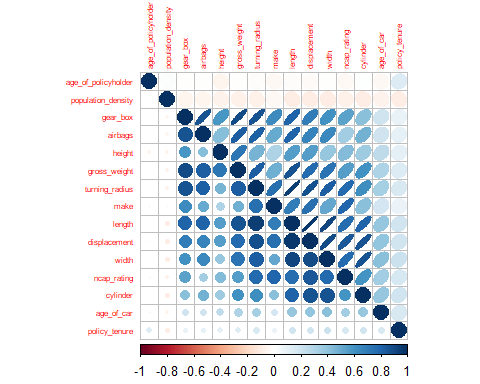 age_of_policyholder
population_density
gear_box
airbags
height
gross_weight
turning_radius
make
length
displacement
width
ncap_rating
cylinder
age_of_car
policy_tenure
age_of_policyholder
population_density
gear_box
airbags
height
gross_weight
turning_radius
make
length
displacement
width
ncap_rating
cylinder
age_of_car
policy_tenure
-1 -0.8 -0.6 -0.4 -0.2 0 0.2 0.4 0.6 0.8 1